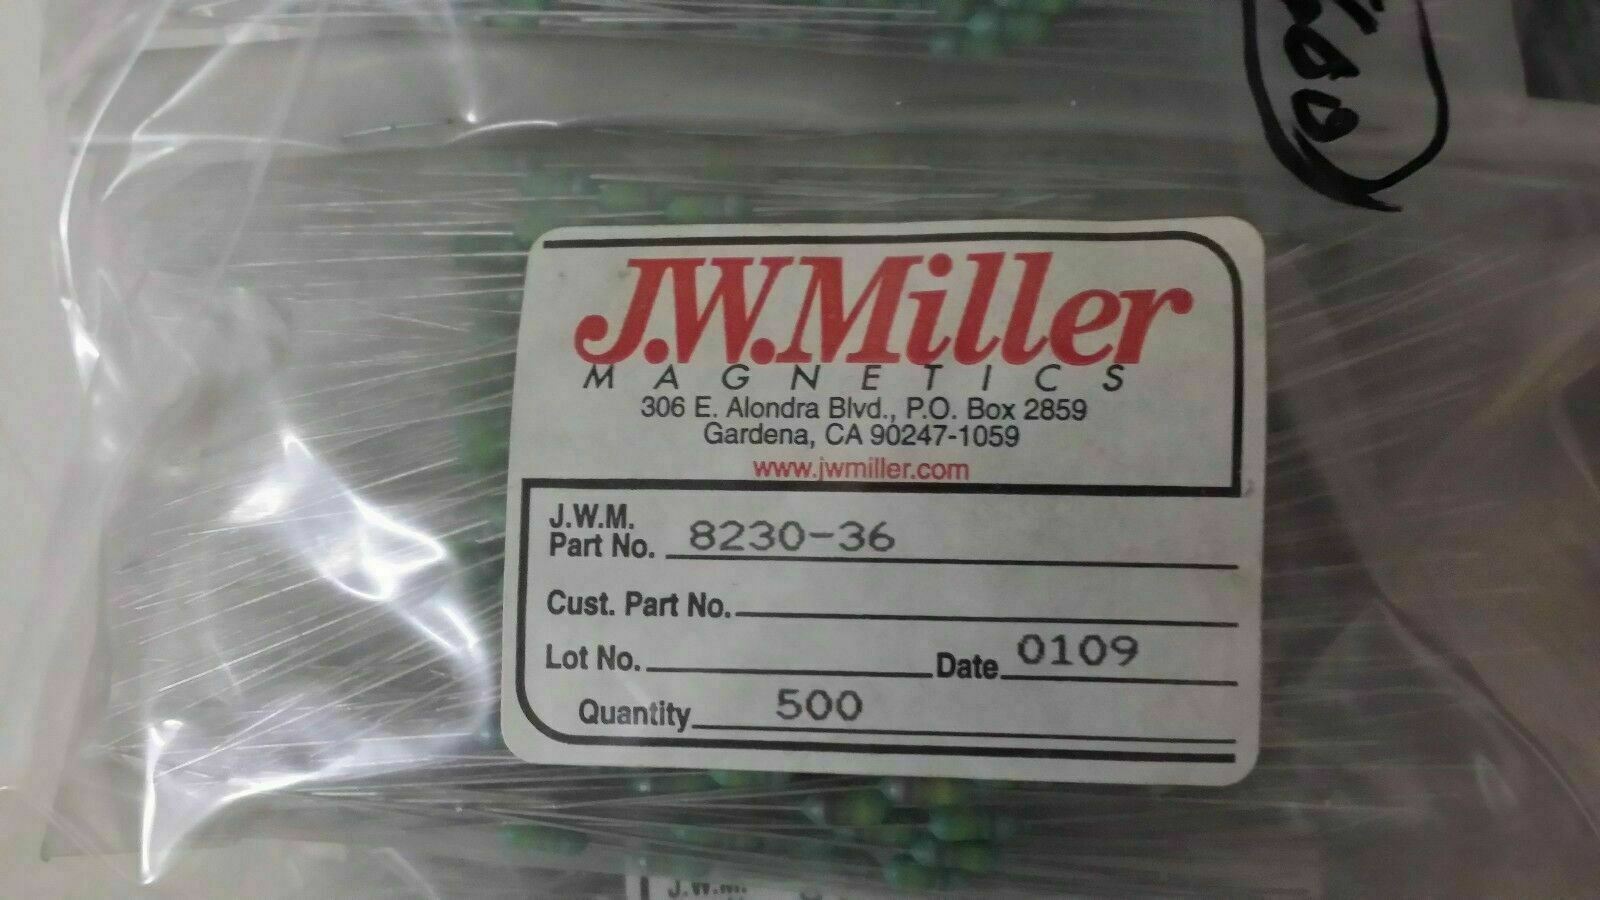 J.W.Miller
MAGNETICS
306 E. Alondra Blvd., P.O. Box 2859
Gardena, CA 90247-1059
www.jwmiller.com
J.W.M.
Part No. 8230-36
Cust. Part No.
Lot No. Date 0109
Quantity 500
J.W.M.